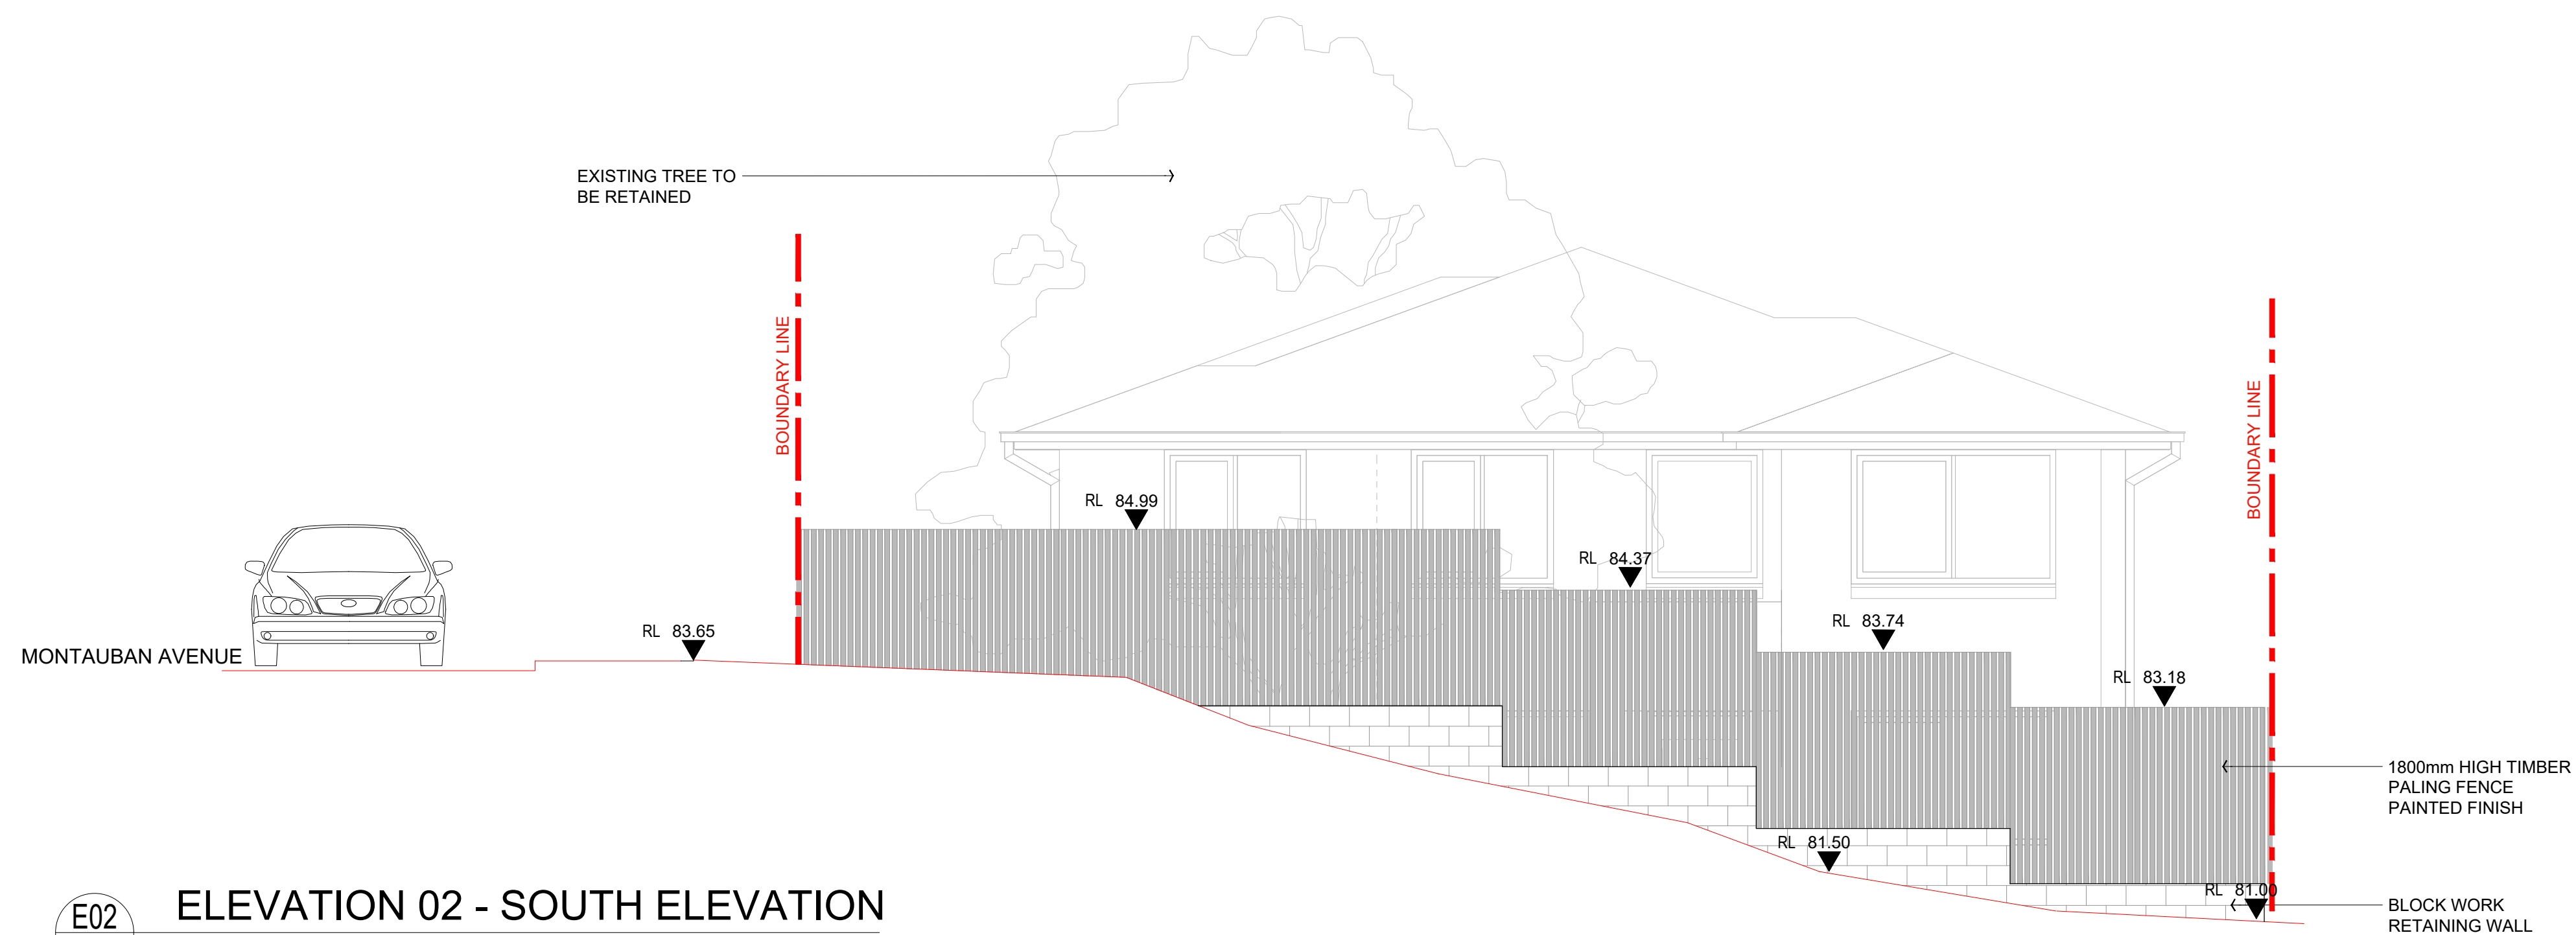 EXISTING TREE TO
BE RETAINED
BOUNDARY LINE
BOUNDARY LINE
RL 84.99
RL 84.37
RL 83.65
RL 83.74
MONTAUBAN AVENUE
RL 83.18
1800mm HIGH TIMBER
PALING FENCE
PAINTED FINISH
RL 81.50
RL 81.00
BLOCK WORK
RETAINING WALL
E02
ELEVATION 02 - SOUTH ELEVATION